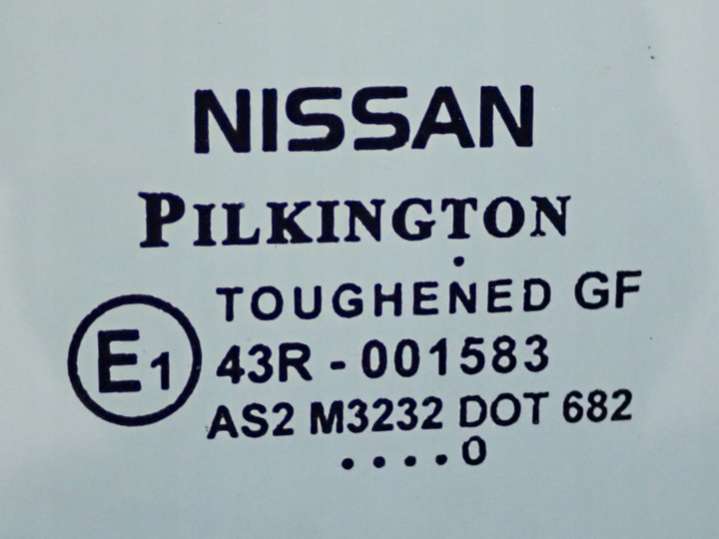 NISSAN
PILKINGTON
TOUGHENED GF
E1
43R - 001583
AS2 M3232 DOT 682
....0